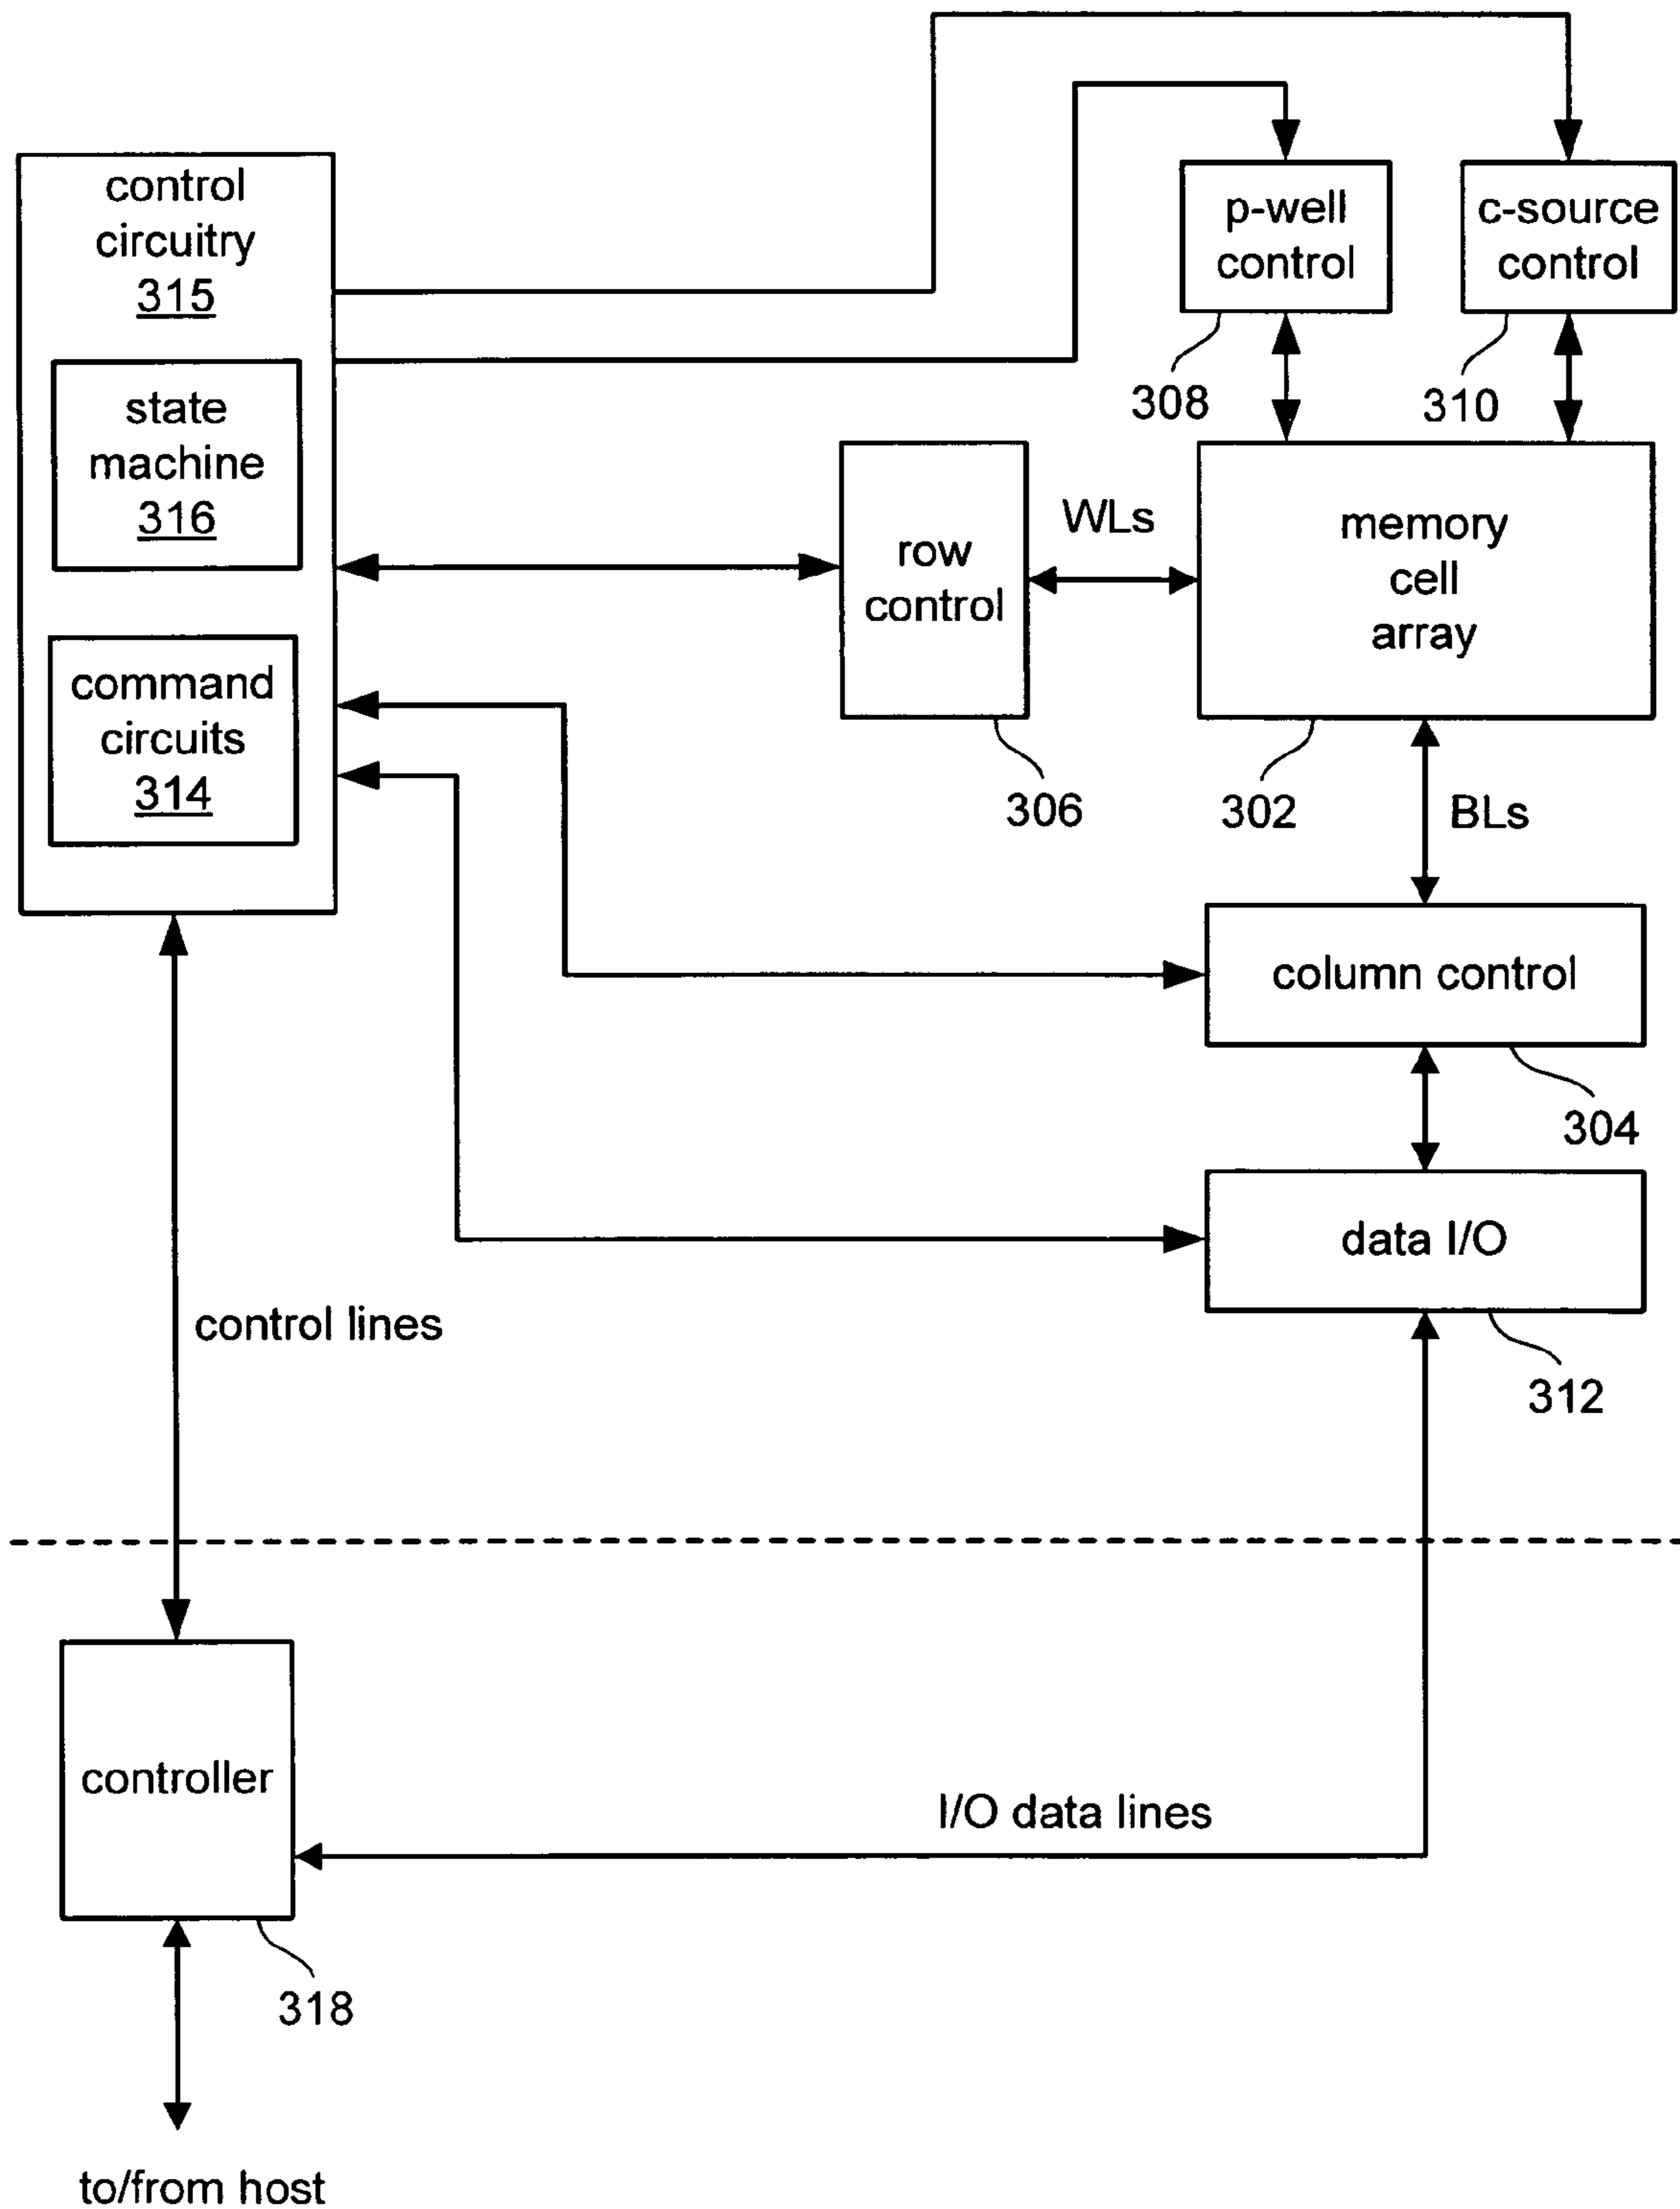 control
circuitry
315
state
machine
316
command
circuits
314
p-well
control
c-source
control
308
310
row
control
WLs
memory
cell
array
306
302
BLs
column control
304
data I/O
312
control lines
controller
I/O data lines
318
to/from host